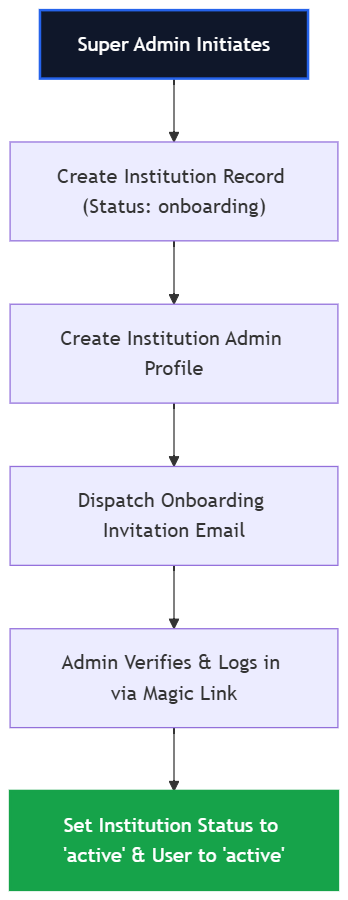 Super Admin Initiates
Create Institution Record
(Status: onboarding)
Create Institution Admin
Profile
Dispatch Onboarding
Invitation Email
Admin Verifies & Logs in
via Magic Link
Set Institution Status to
'active' & User to 'active'